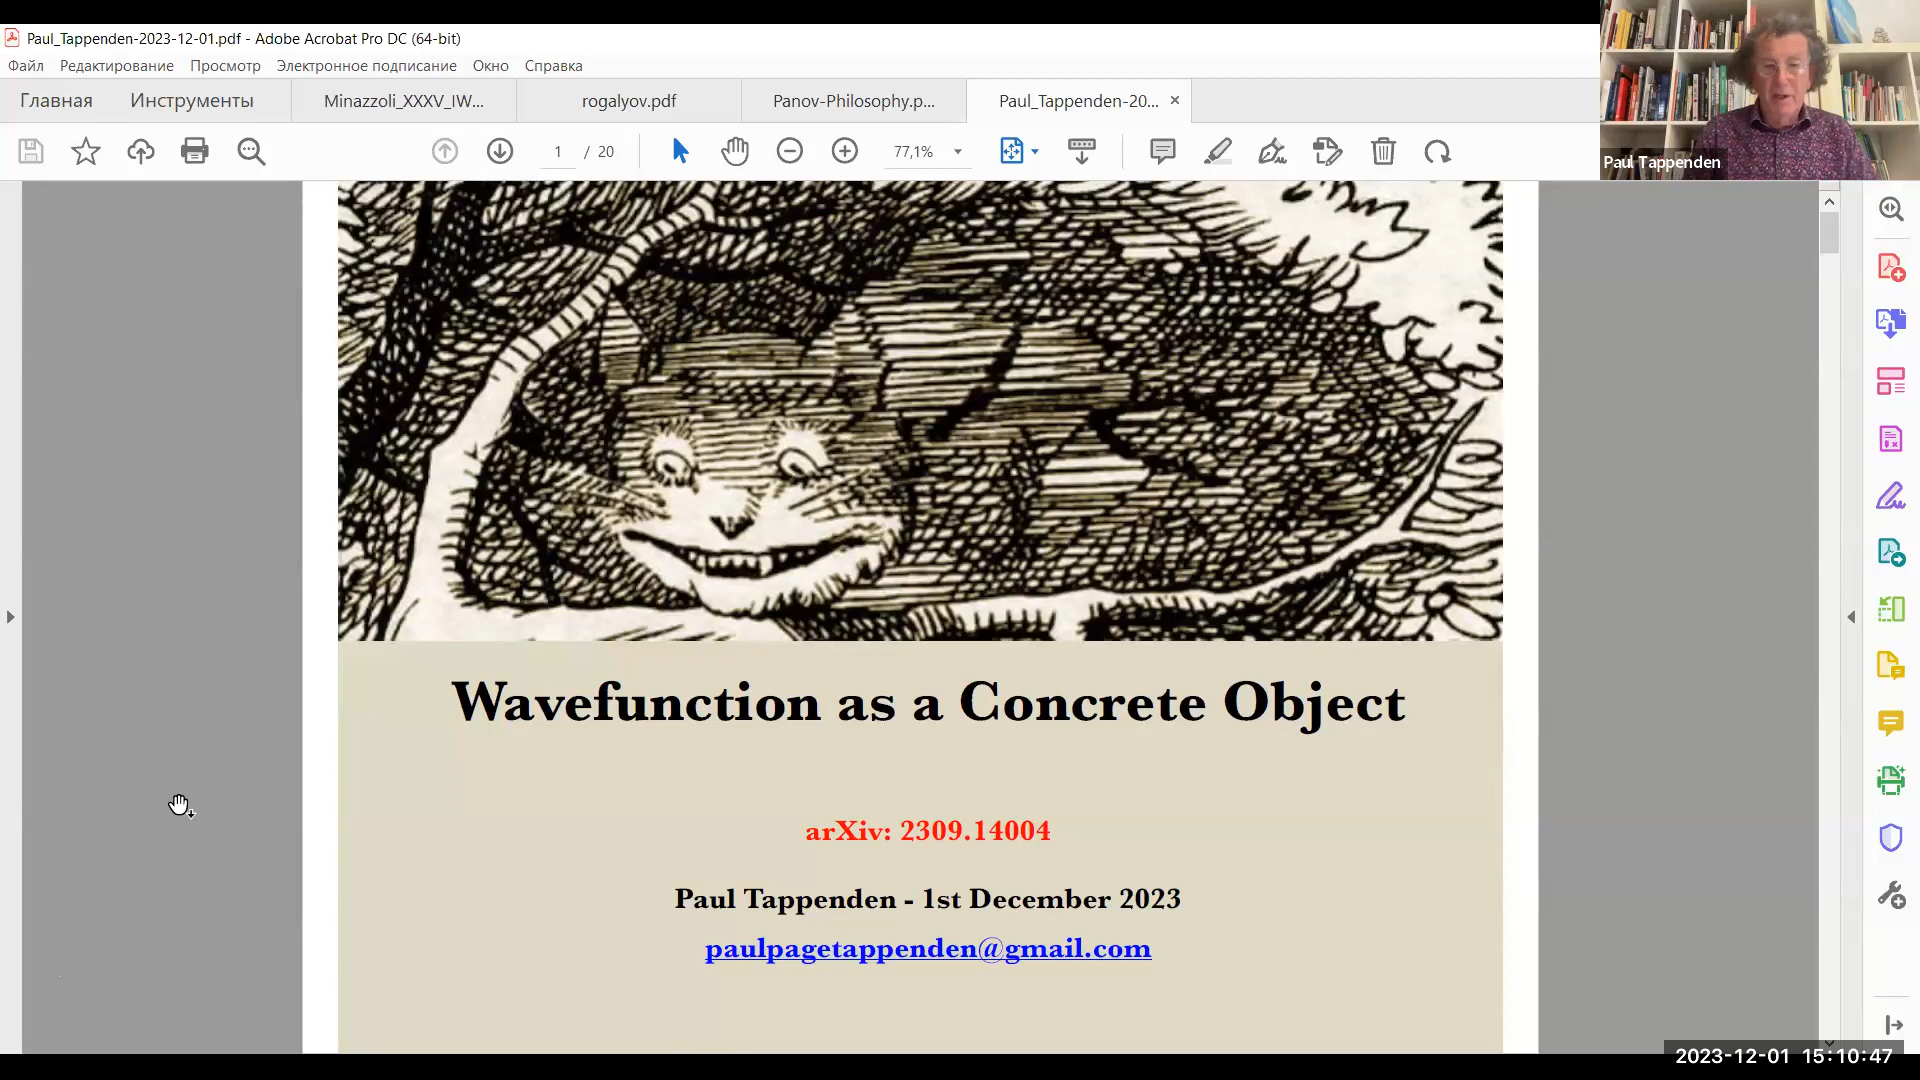 Paul_Tappenden-2023-12-01.pdf - Adobe Acrobat Pro DC (64-bit)
Файл Редактирование Просмотр Электронное подписание Окно Справка
Главная Инструменты Minazzoli_XXXV_IW... rogalyov.pdf Panov-Philosophy.p... Paul_Tappenden-20... ×
1 / 20 77,1%
Paul Tappenden
Wavefunction as a Concrete Object
arXiv: 2309.14004
Paul Tappenden - 1st December 2023
paulpagetappenden@gmail.com
2023-12-01 15:10:47